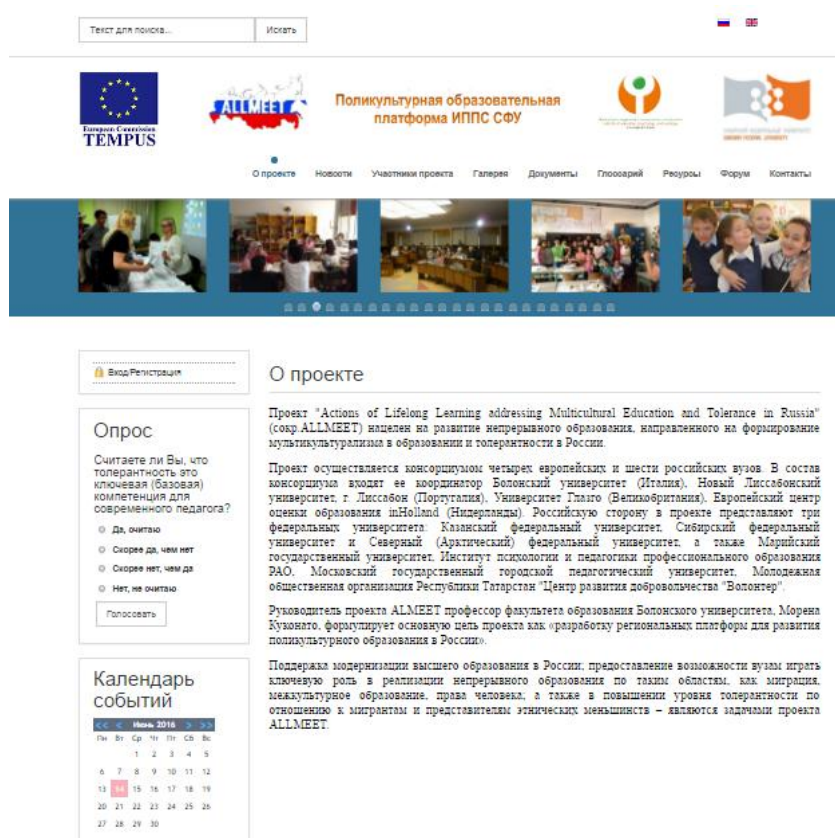 Текст для поиска...
Искать
European Commission
TEMPUS
ALLMEET
Поликультурная образовательная
платформа ИППС СФУ
О проекте Новости Участники проекта Галерея Документы Глоссарий Ресурсы Форум Контакты
Вход/Регистрация
Опрос
Считаете ли Вы, что
толерантность это
ключевая (базовая)
компетенция для
современного педагога?
Да, считаю
Скорее да, чем нет
Скорее нет, чем да
Нет, не считаю
Голосовать
Календарь
событий
<< < Июнь 2016 > >>
Пн Вт Ср Чт Пт Сб Вс
1 2 3 4 5
6 7 8 9 10 11 12
13 14 15 16 17 18 19
20 21 22 23 24 25 26
27 28 29 30
О проекте
Проект "Actions of Lifelong Learning addressing Multicultural Education and Tolerance in Russia"
(сокр.ALLMEET) нацелен на развитие непрерывного образования, направленного на формирование
мультикультурализма в образовании и толерантности в России.
Проект осуществляется консорциумом четырех европейских и шести российских вузов. В состав
консорциума входят ее координатор Болонский университет (Италия), Новый Лиссабонский
университет, г. Лиссабон (Португалия), Университет Глазго (Великобритания), Европейский центр
оценки образования inHolland (Нидерланды). Российскую сторону в проекте представляют три
федеральных университета: Казанский федеральный университет, Сибирский федеральный
университет и Северный (Арктический) федеральный университет, а также Марийский
государственный университет, Институт психологии и педагогики профессионального образования
РАО, Московский государственный городской педагогический университет, Молодежная
общественная организация Республики Татарстан "Центр развития добровольчества "Волонтер".
Руководитель проекта ALMEET профессор факультета образования Болонского университета, Морена
Куконато, формулирует основную цель проекта как «разработку региональных платформ для развития
поликультурного образования в России».
Поддержка модернизации высшего образования в России; предоставление возможности вузам играть
ключевую роль в реализации непрерывного образования по таким областям, как миграция,
межкультурное образование, права человека; а также в повышении уровня толерантности по
отношению к мигрантам и представителям этнических меньшинств – являются задачами проекта
ALLMEET.